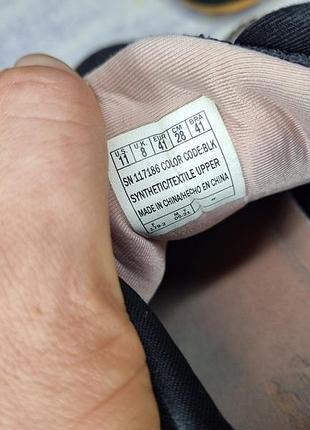 U.S. U.K. EUR CM BRA
11 8 41 28 41
SN 117186 COLOR CODE:BLK
SYNTHETIC/TEXTILE UPPER
MADE IN CHINA/HECHO EN CHINA